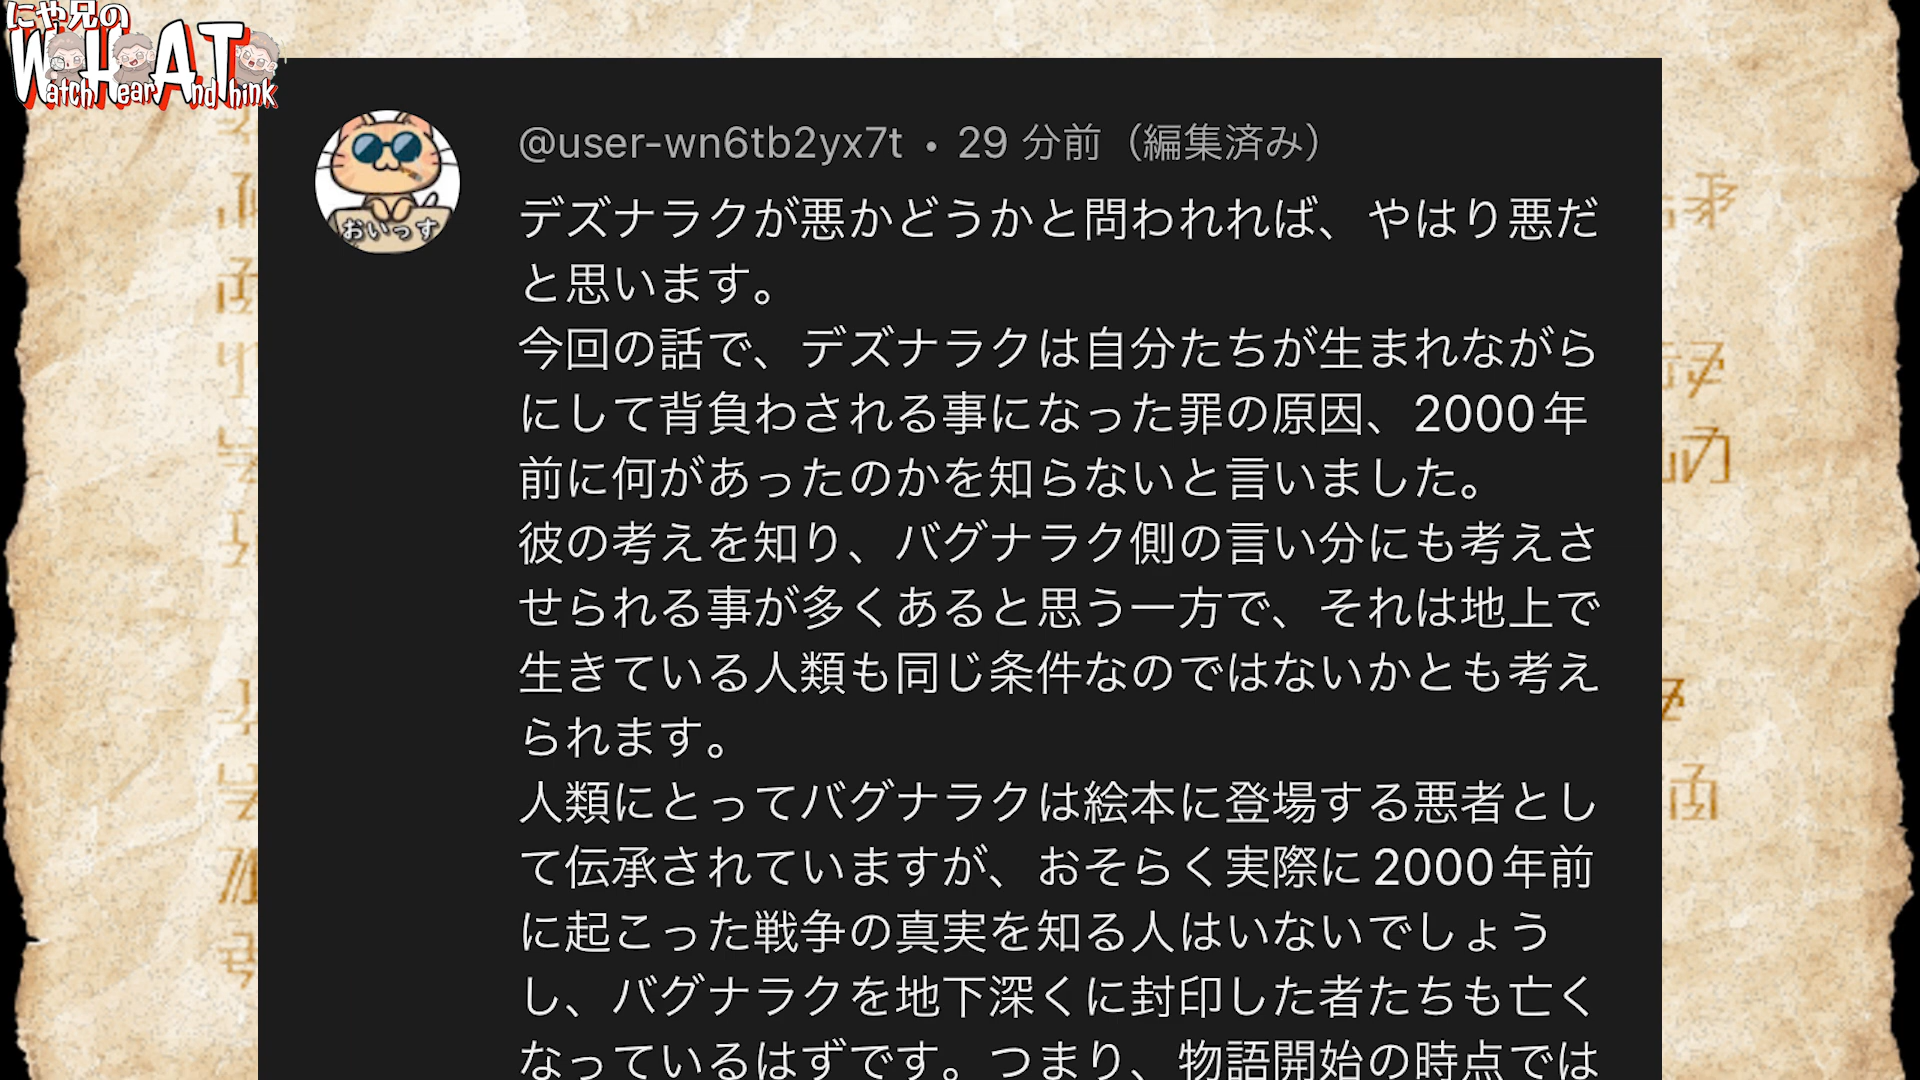 にや兄の
WHAT
Watch Hear And Think
@user-wn6tb2yx7t • 29 分前（編集済み）
おいっす
デズナラクが悪かどうかと問われれば、やはり悪だ
と思います。
今回の話で、デズナラクは自分たちが生まれながら
にして背負わされる事になった罪の原因、2000年
前に何があったのかを知らないと言いました。
彼の考えを知り、バグナラク側の言い分にも考えさ
せられる事が多くあると思う一方で、それは地上で
生きている人類も同じ条件なのではないかとも考え
られます。
人類にとってバグナラクは絵本に登場する悪者とし
て伝承されていますが、おそらく実際に2000年前
に起こった戦争の真実を知る人はいないでしょう
し、バグナラクを地下深くに封印した者たちも亡く
なっているはずです。つまり、物語開始の時点では